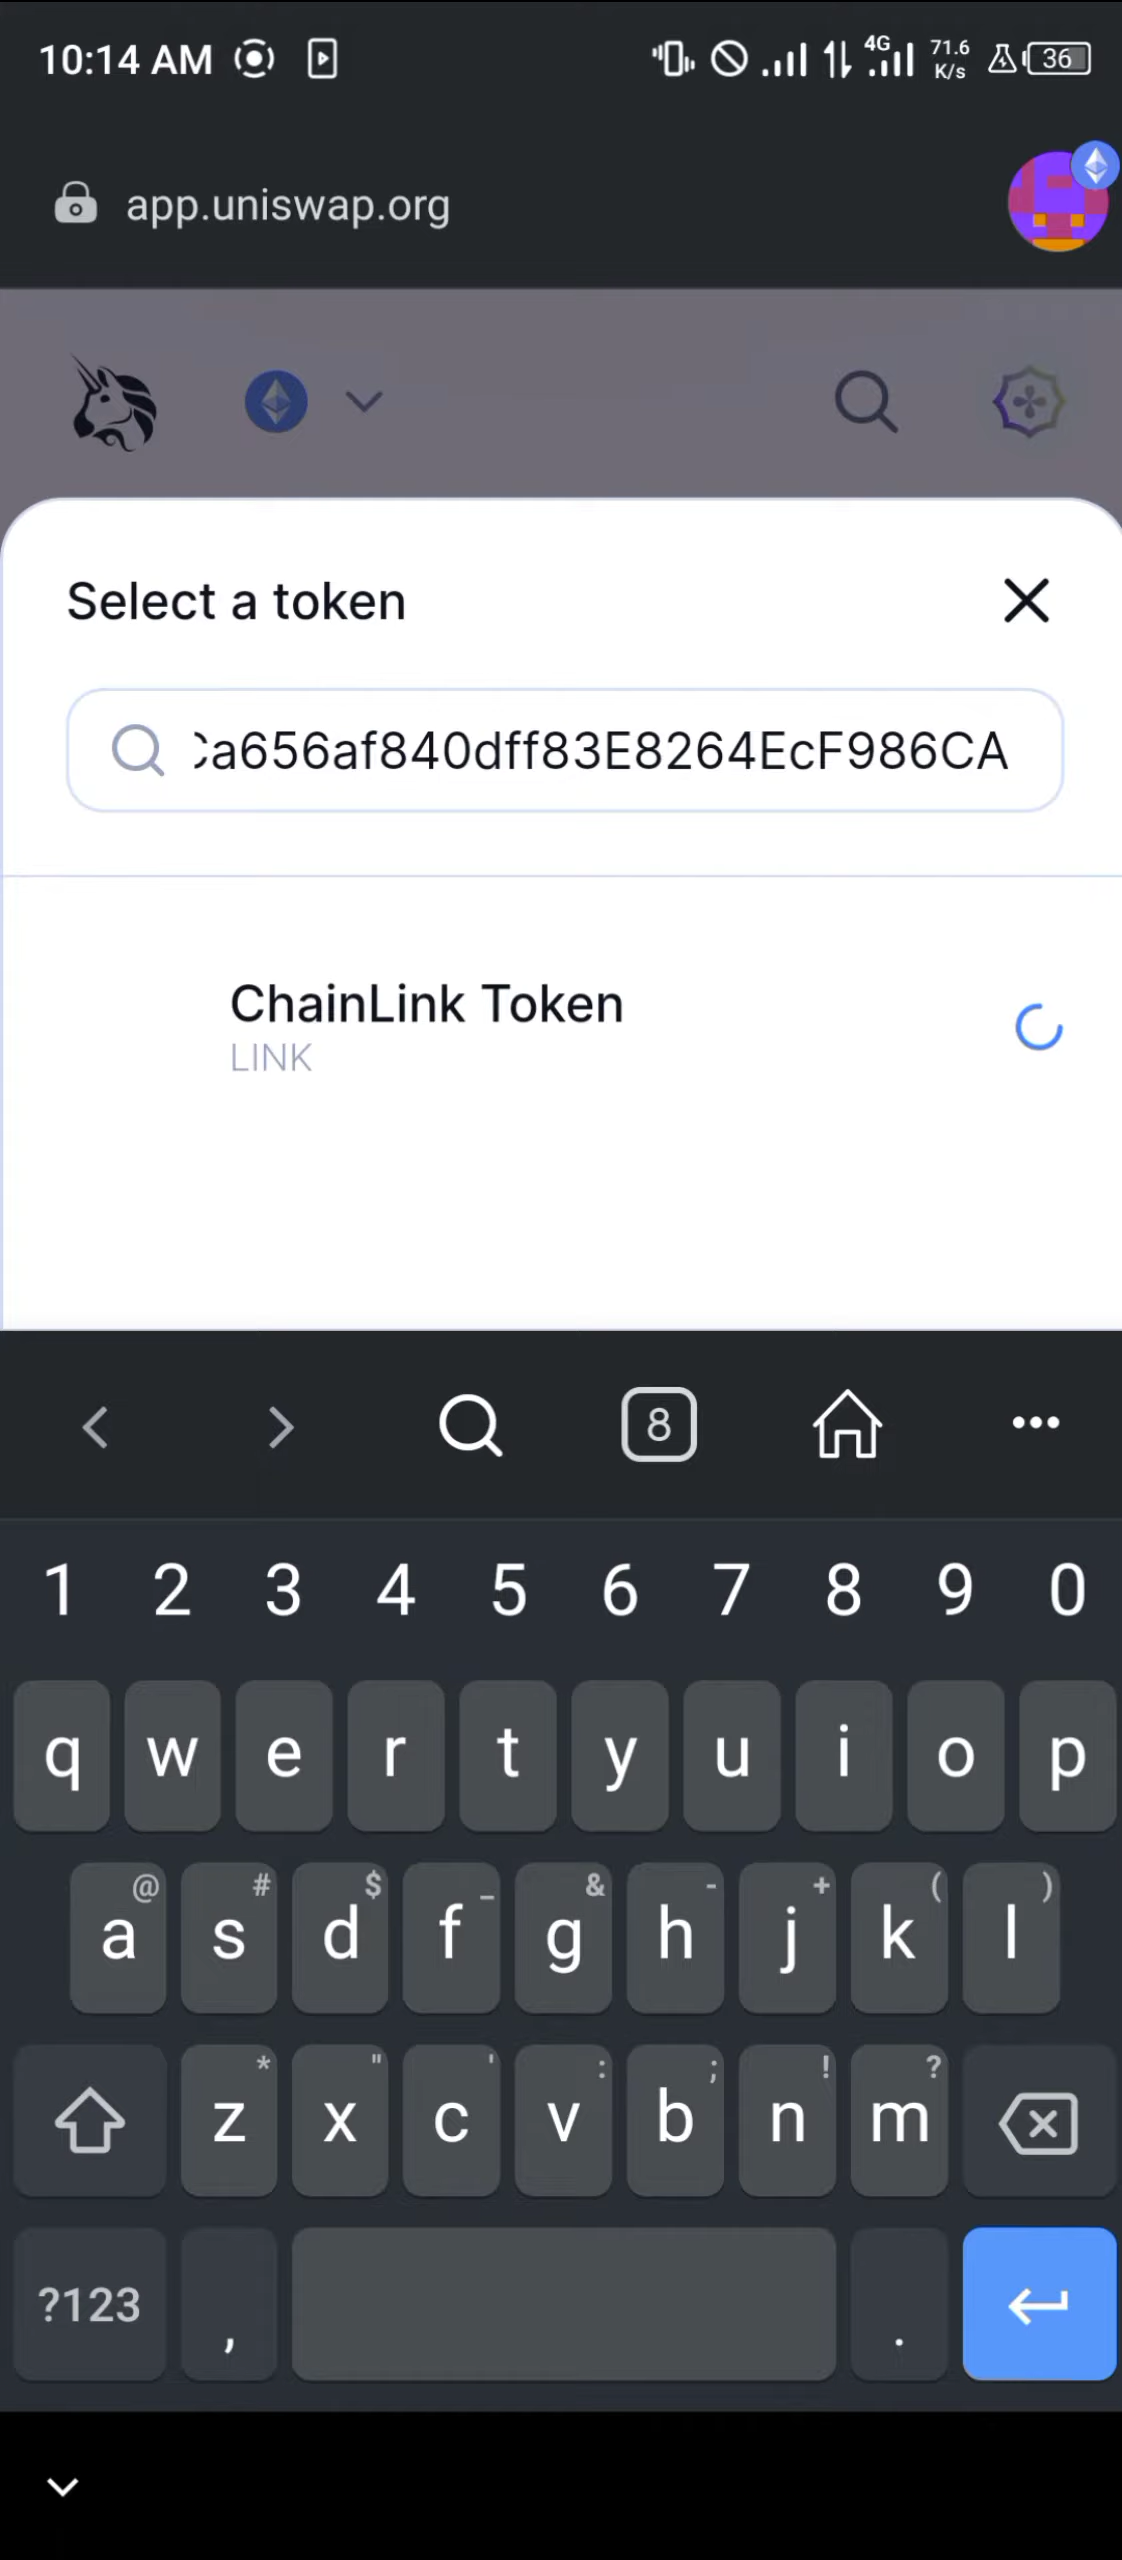 10:14 AM
4G
71.6
K/s
36
app.uniswap.org
Select a token
Ca656af840dff83E8264EcF986CA
ChainLink Token
LINK
8
1 2 3 4 5 6 7 8 9 0
q w e r t y u i o p
@ # $ _ & - + ( )
a s d f g h j k l
* " ' : ; ! ?
z x c v b n m
?123 , .